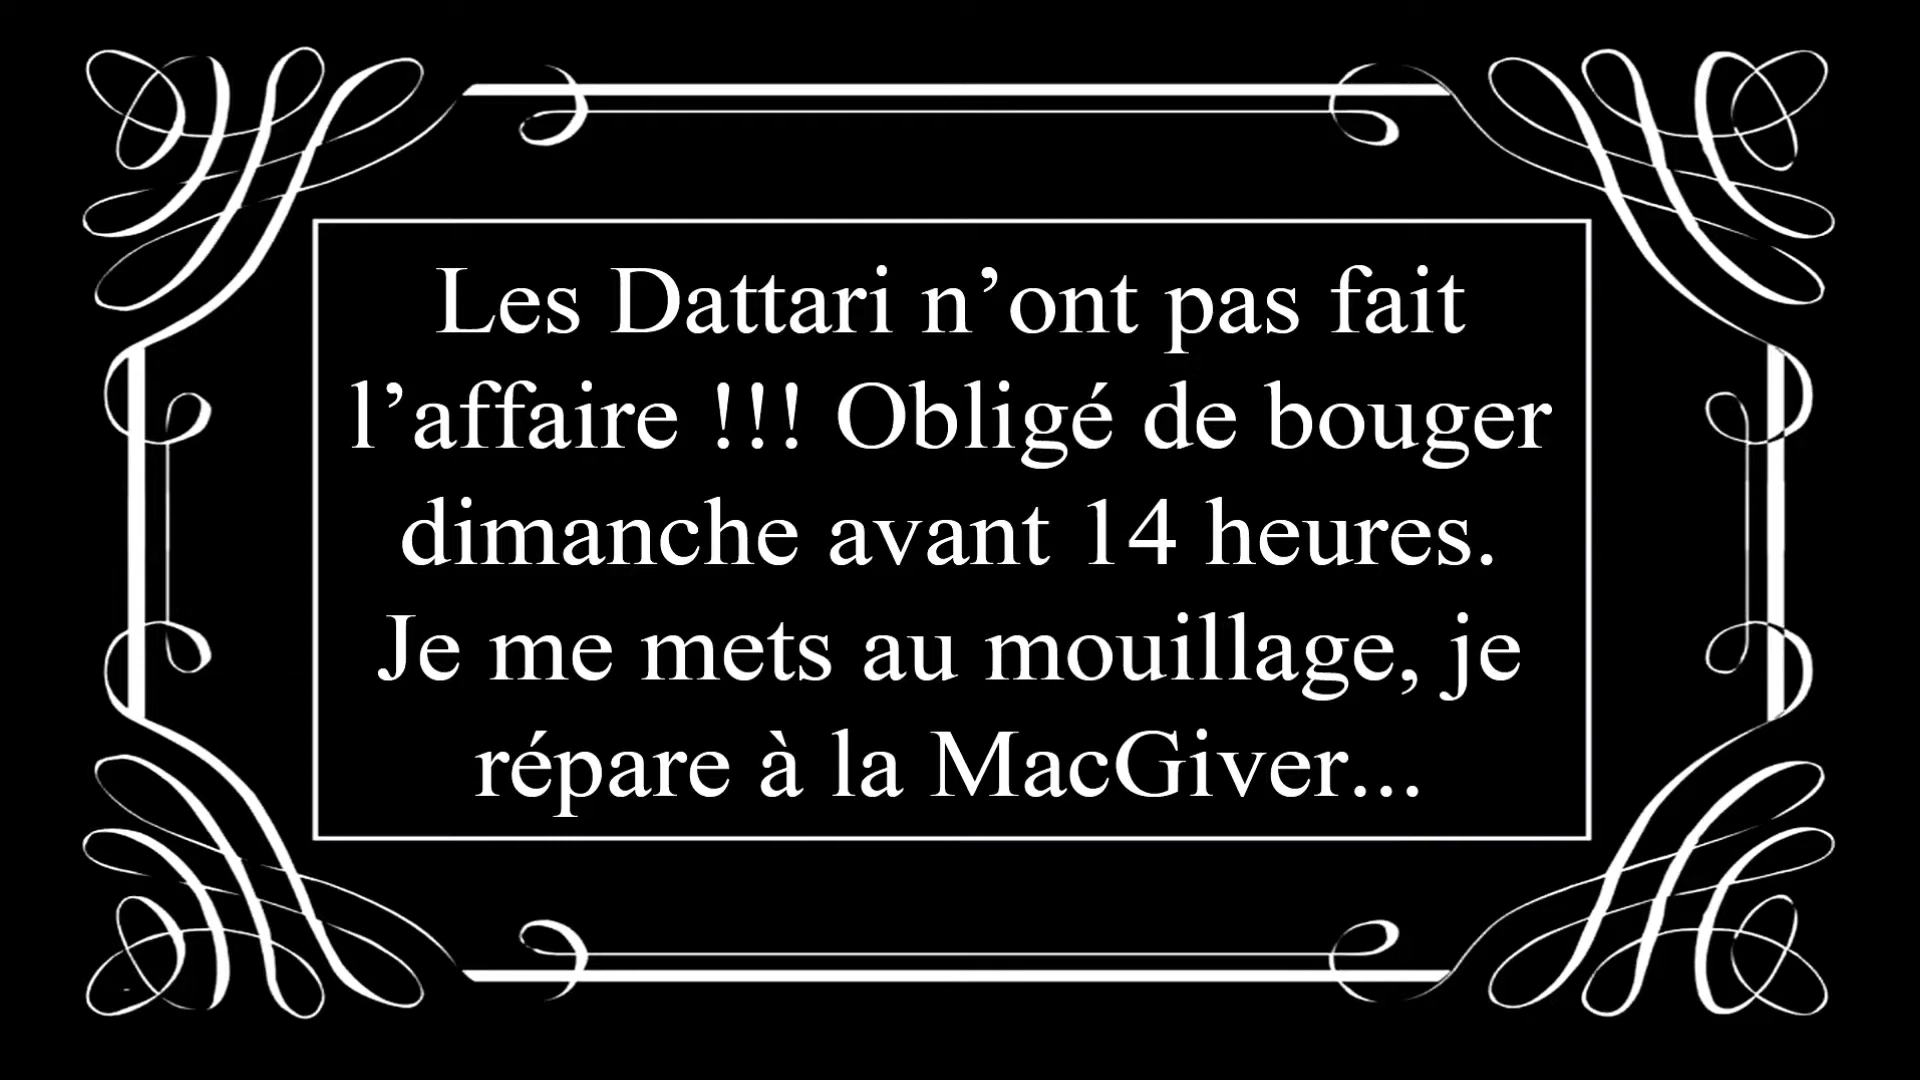 Les Dattari n’ont pas fait
l’affaire !!! Obligé de bouger
dimanche avant 14 heures.
Je me mets au mouillage, je
répare à la MacGiver...